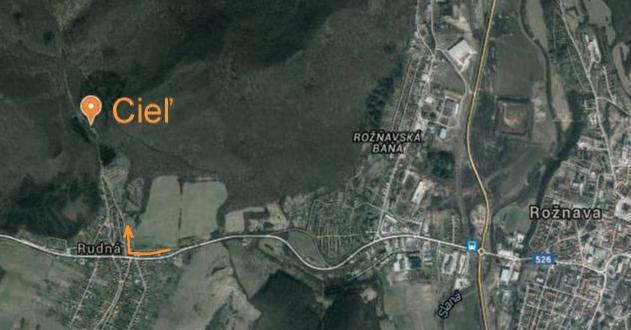 Cieľ
ROŽŇAVSKÁ
BAŇA
Rožňava
Rudná
526
Slaná